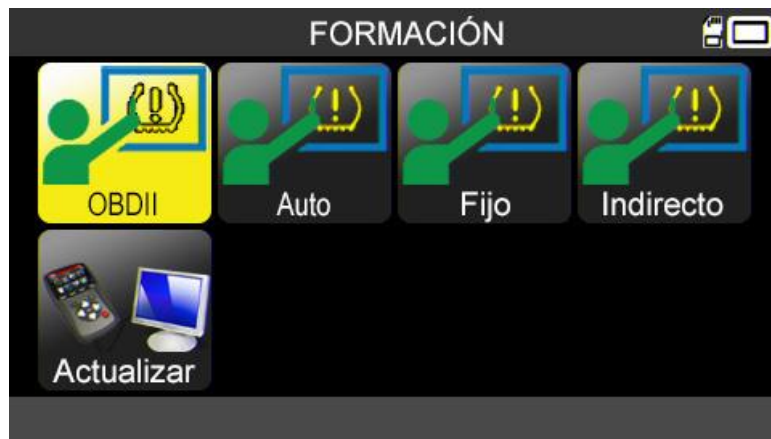 FORMACIÓN
OBDII
Auto
Fijo
Indirecto
Actualizar